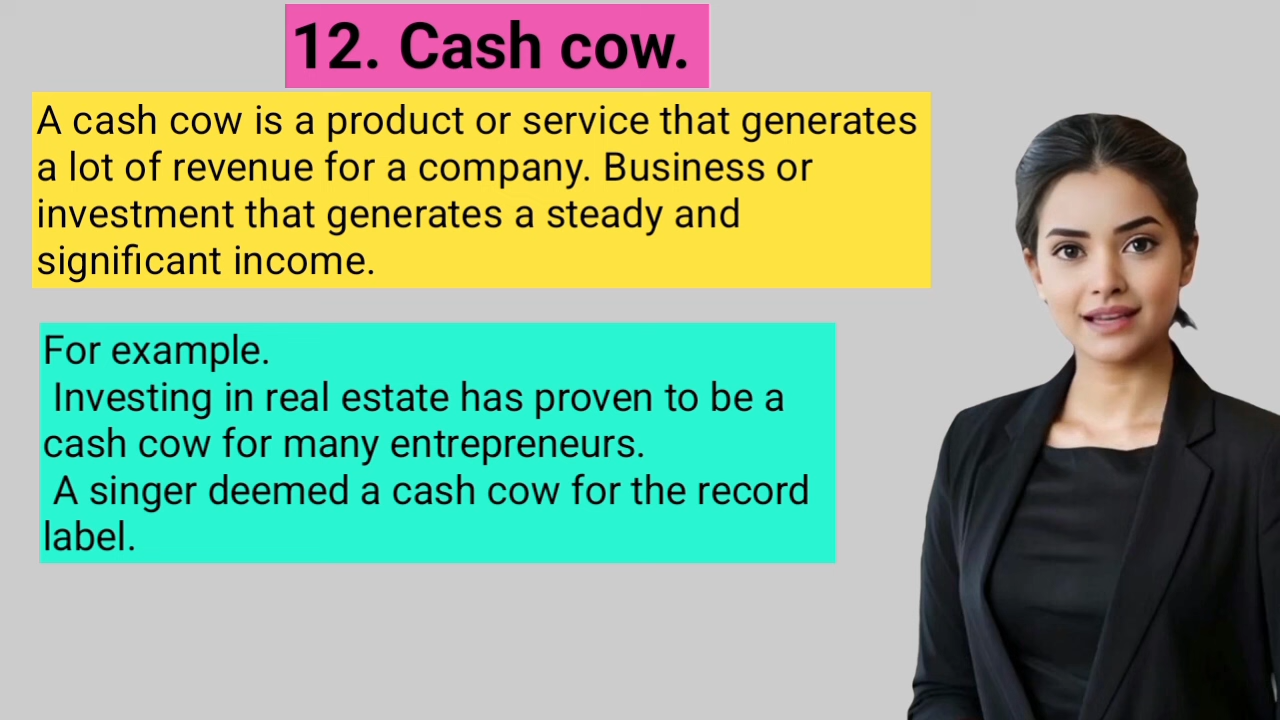 12. Cash cow.
A cash cow is a product or service that generates
a lot of revenue for a company. Business or
investment that generates a steady and
significant income.
For example.
Investing in real estate has proven to be a
cash cow for many entrepreneurs.
A singer deemed a cash cow for the record
label.